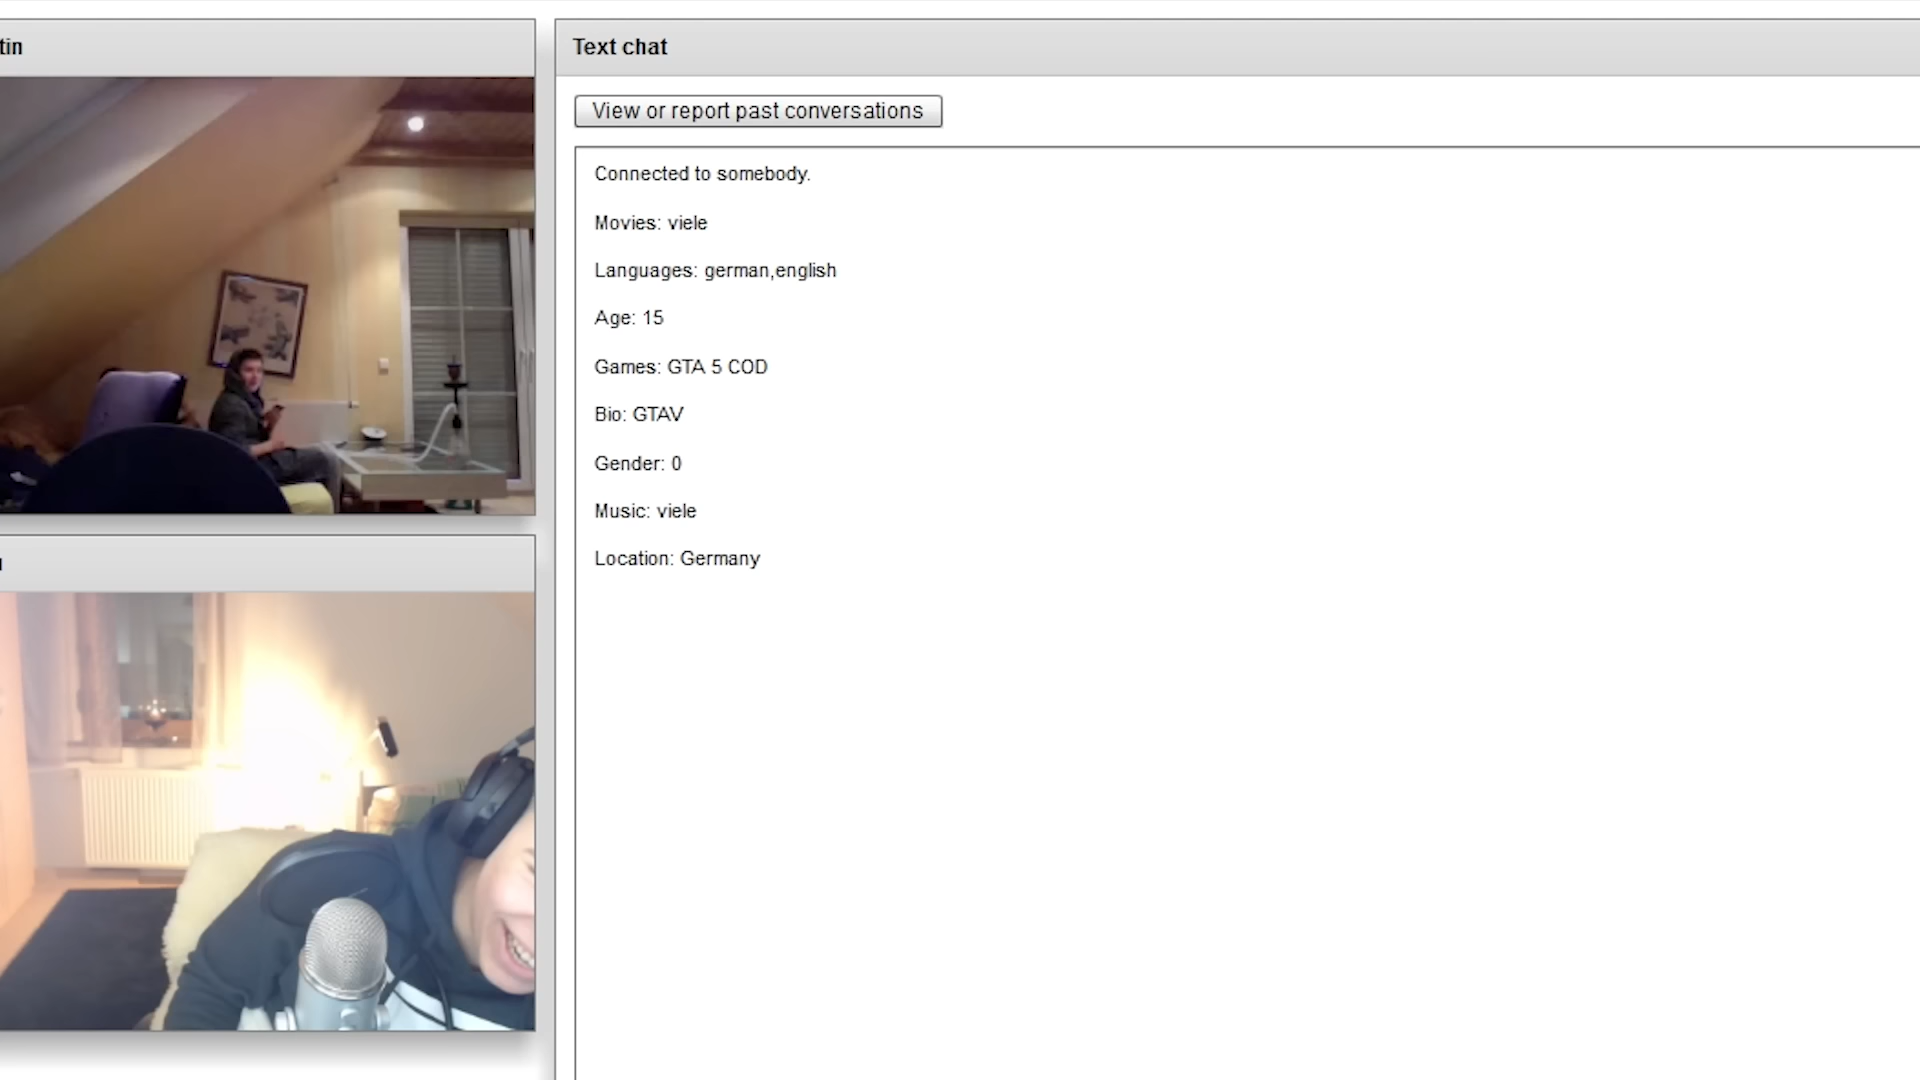 tin
Text chat
View or report past conversations
Connected to somebody.
Movies: viele
Languages: german,english
Age: 15
Games: GTA 5 COD
Bio: GTAV
Gender: 0
Music: viele
Location: Germany